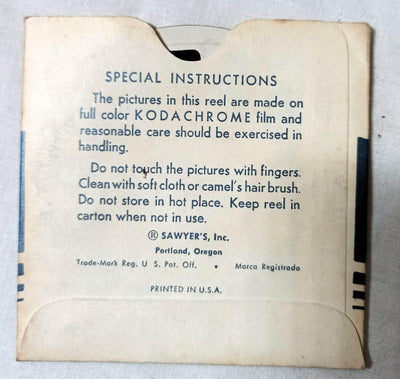 SPECIAL INSTRUCTIONS
The pictures in this reel are made on
full color KODACHROME film and
reasonable care should be exercised in
handling.
Do not touch the pictures with fingers.
Clean with soft cloth or camel's hair brush.
Do not store in hot place. Keep reel in
carton when not in use.
® SAWYER'S, Inc.
Portland, Oregon
Trade-Mark Reg. U S. Pat. Off. • Marca Registrada
PRINTED IN U.S.A.